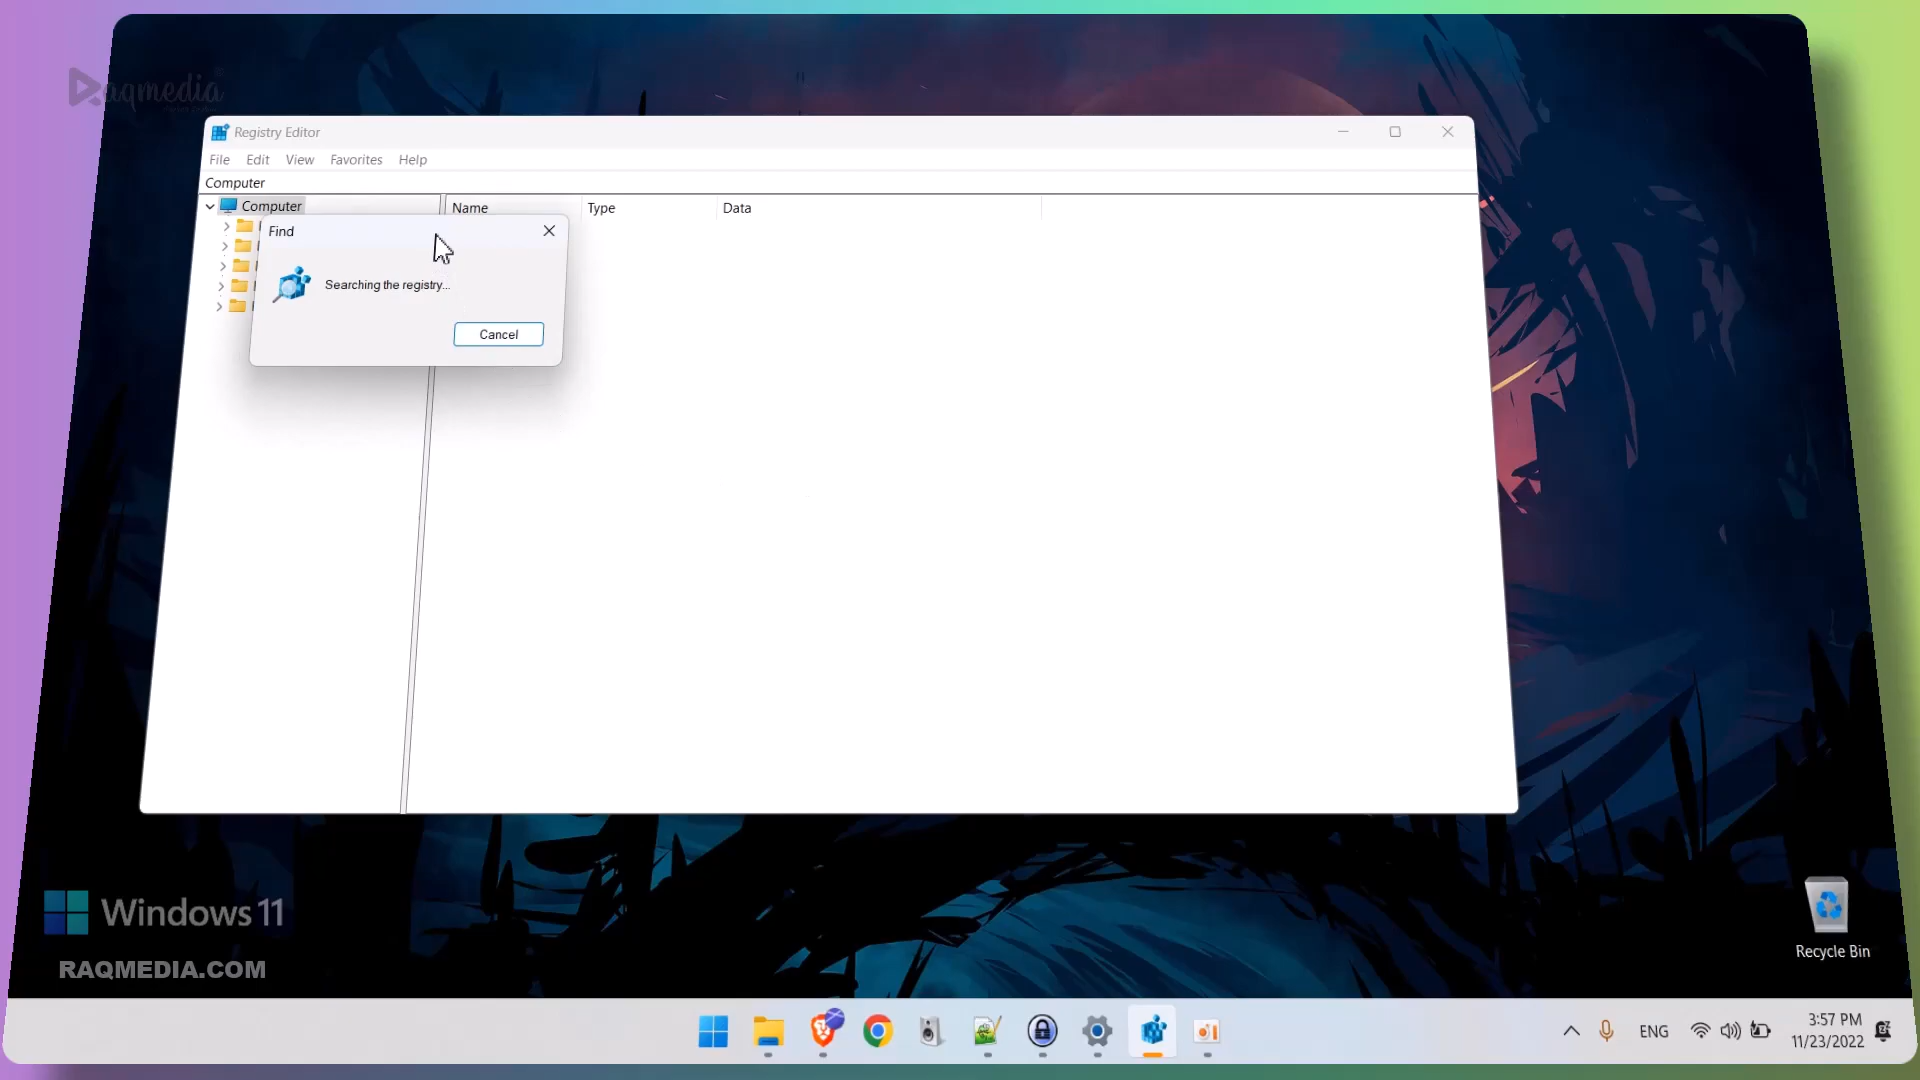 Raqmedia
Registry Editor
File Edit View Favorites Help
Computer
Computer
Name Type Data
Find
Searching the registry...
Cancel
Windows 11
RAQMEDIA.COM
Recycle Bin
ENG
3:57 PM
11/23/2022